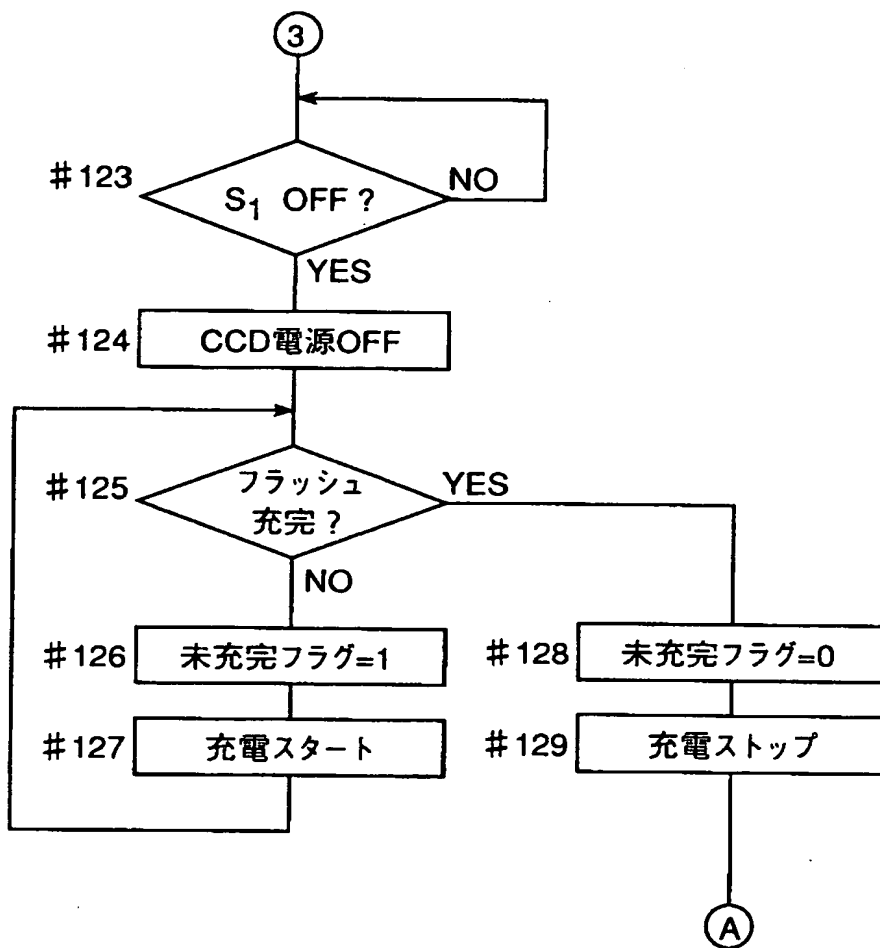 3
#123
S₁ OFF?
NO
YES
#124
CCD電源OFF
#125
フラッシュ
充完?
YES
NO
#126
未充完フラグ=1
#128
未充完フラグ=0
#127
充電スタート
#129
充電ストップ
A